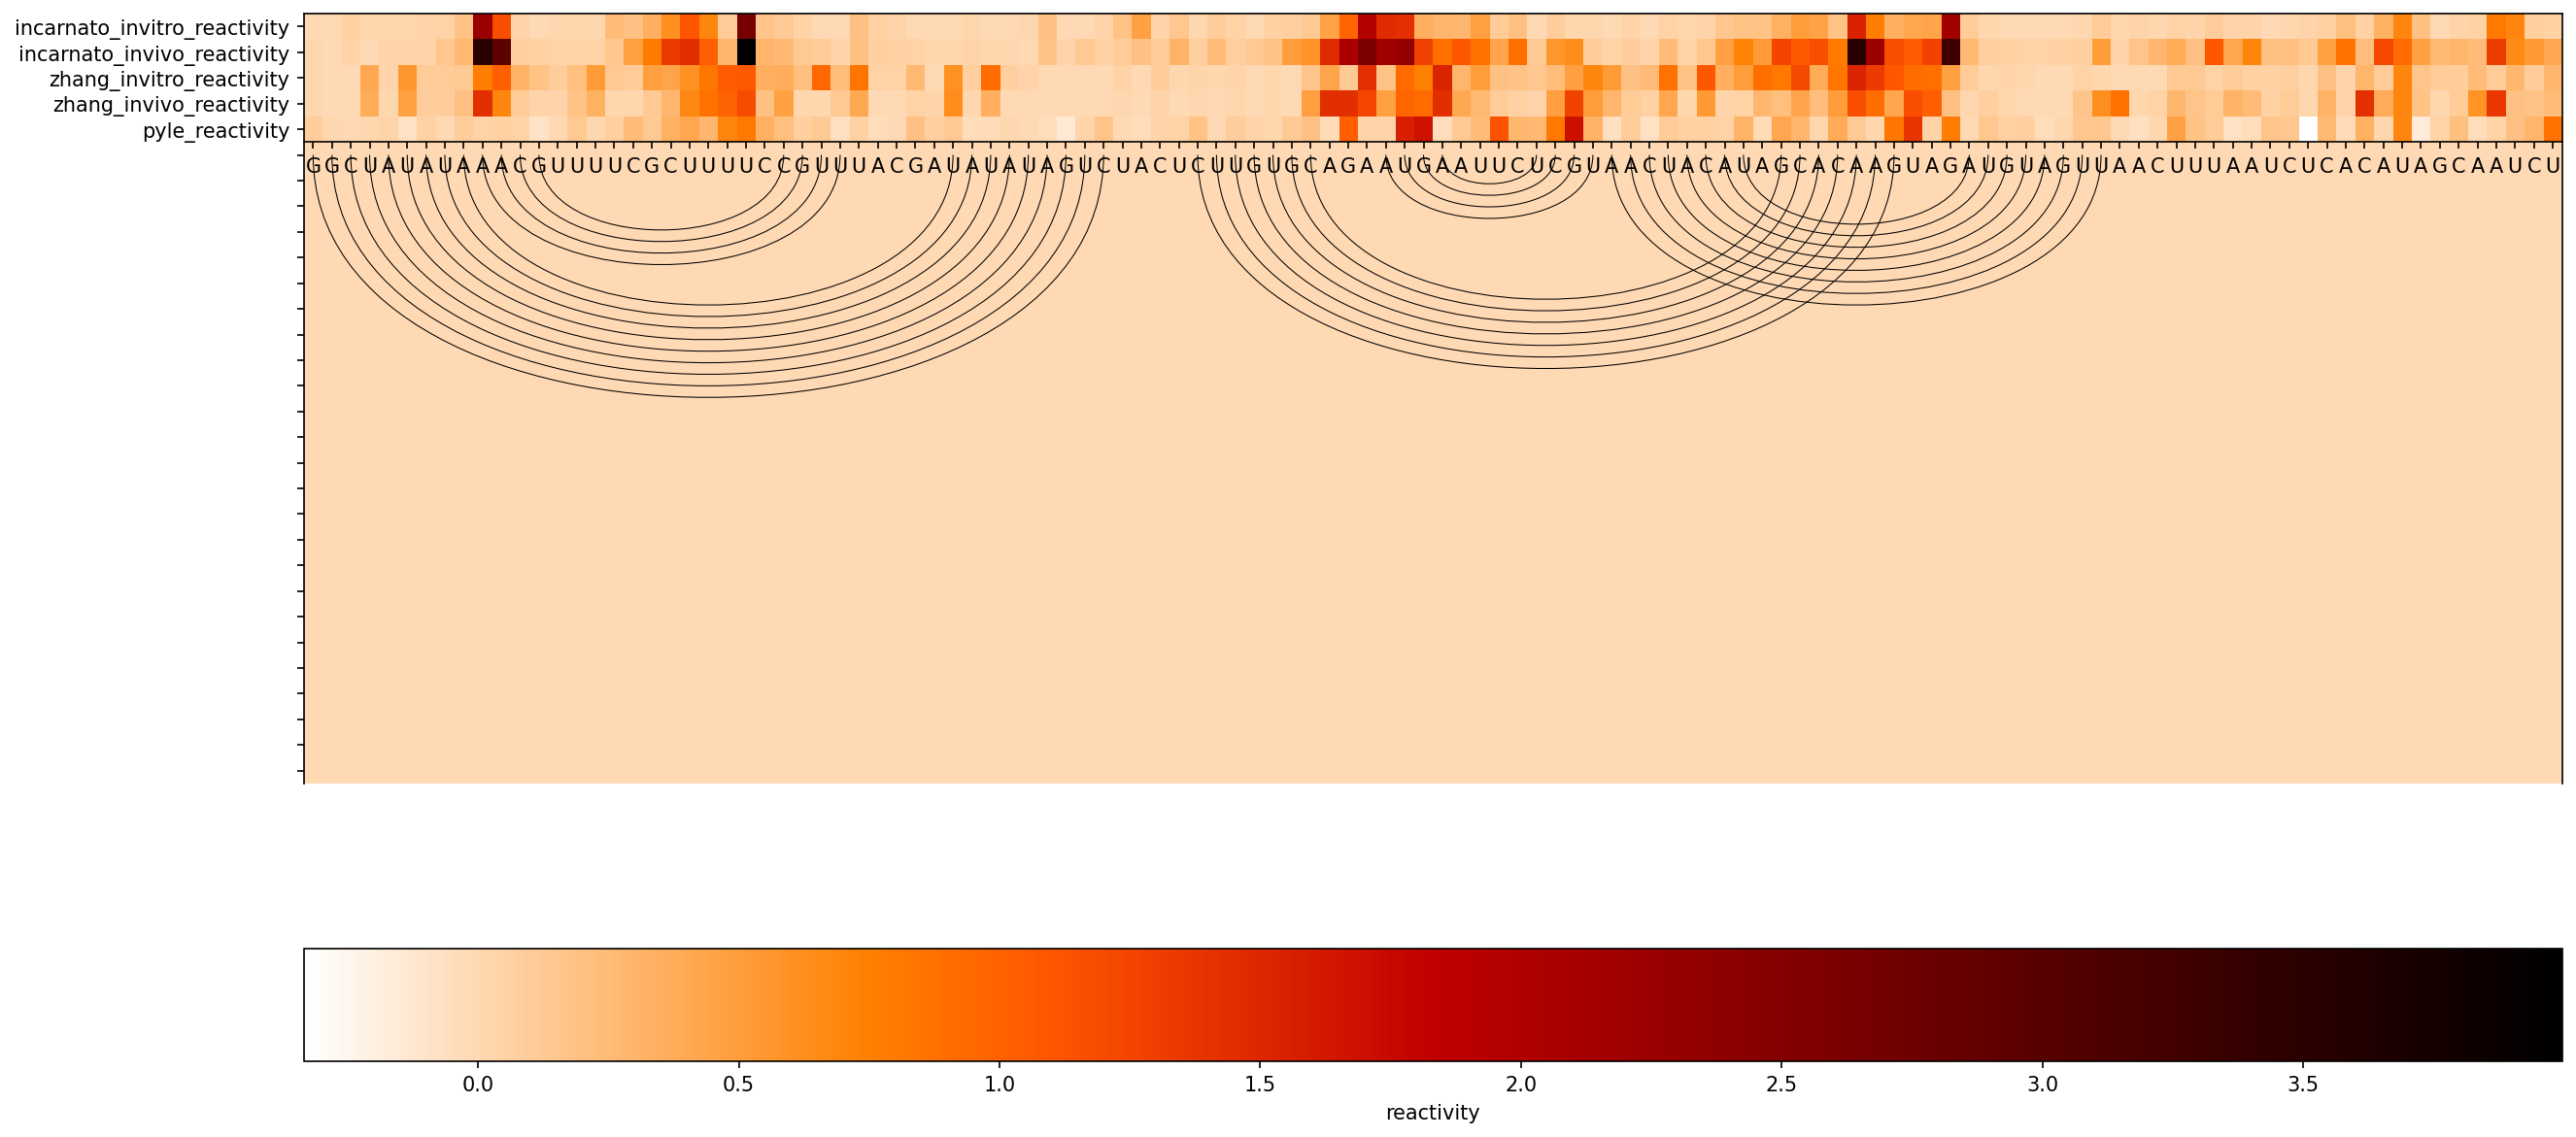 incarnato_invitro_reactivity
incarnato_invivo_reactivity
zhang_invitro_reactivity
zhang_invivo_reactivity
pyle_reactivity
G G C U A U A U A A A C G U U U U C G C U U U U C C G U U U A C G A U A U A U A G U C U A C U C U U G U G C A G A A U G A A U U C U C G U A A C U A C A U A G C A C A A G U A G A U G U A G U U A A C U U U A A U C U C A C A U A G C A A U C U
0.0 0.5 1.0 1.5 2.0 2.5 3.0 3.5
reactivity